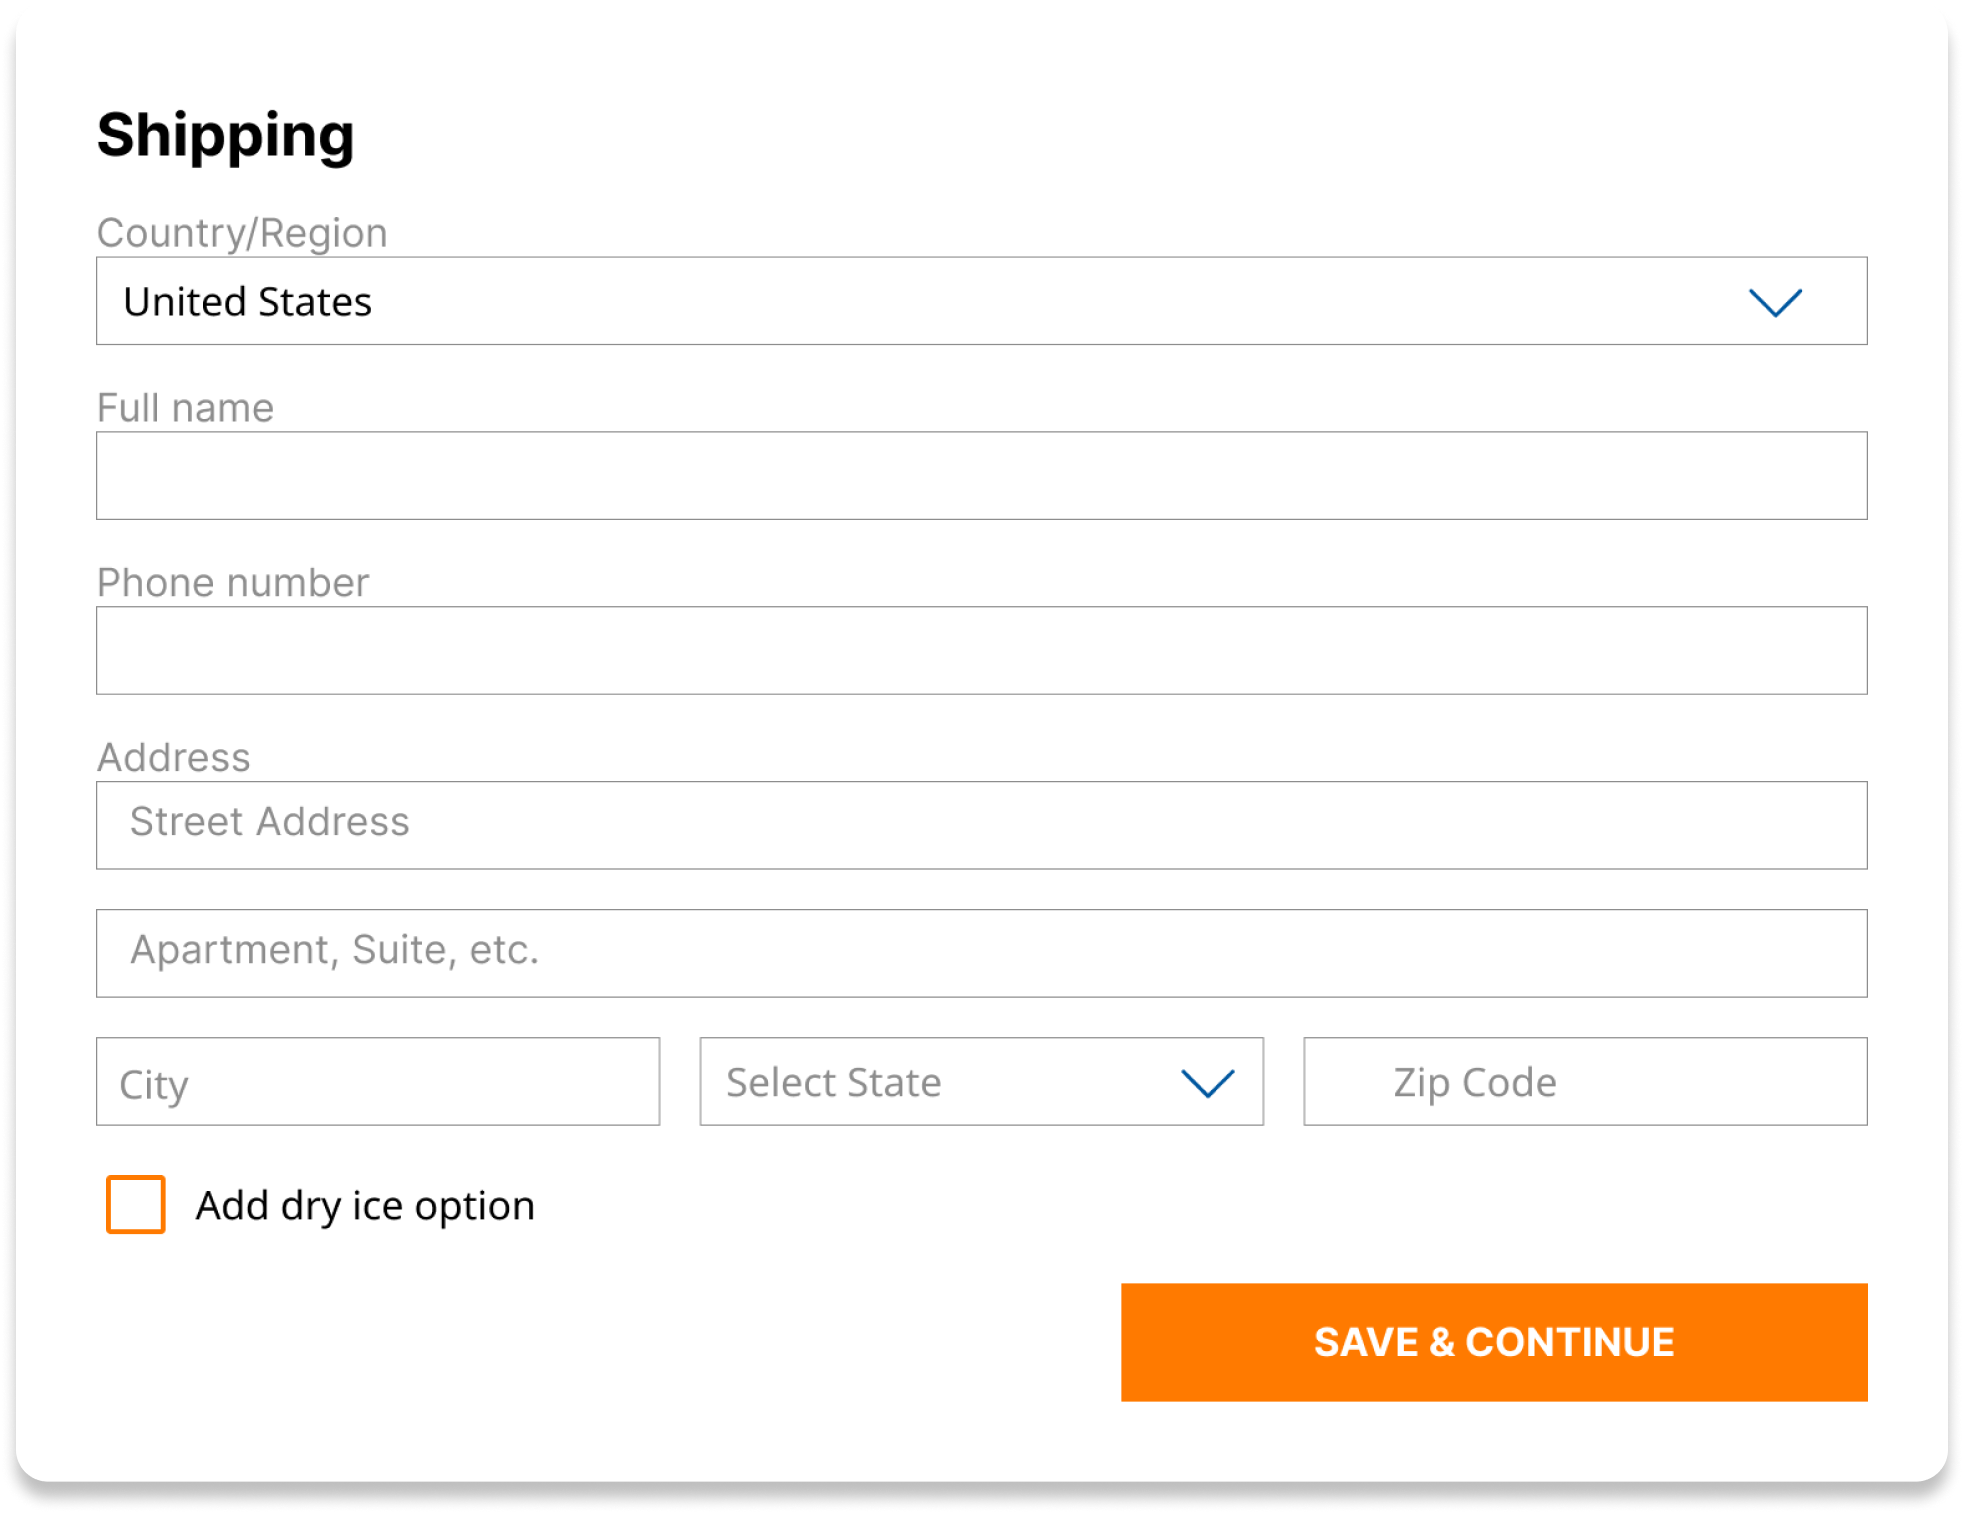 Shipping
Country/Region
United States
Full name
Phone number
Address
Street Address
Apartment, Suite, etc.
City
Select State
Zip Code
Add dry ice option
SAVE & CONTINUE